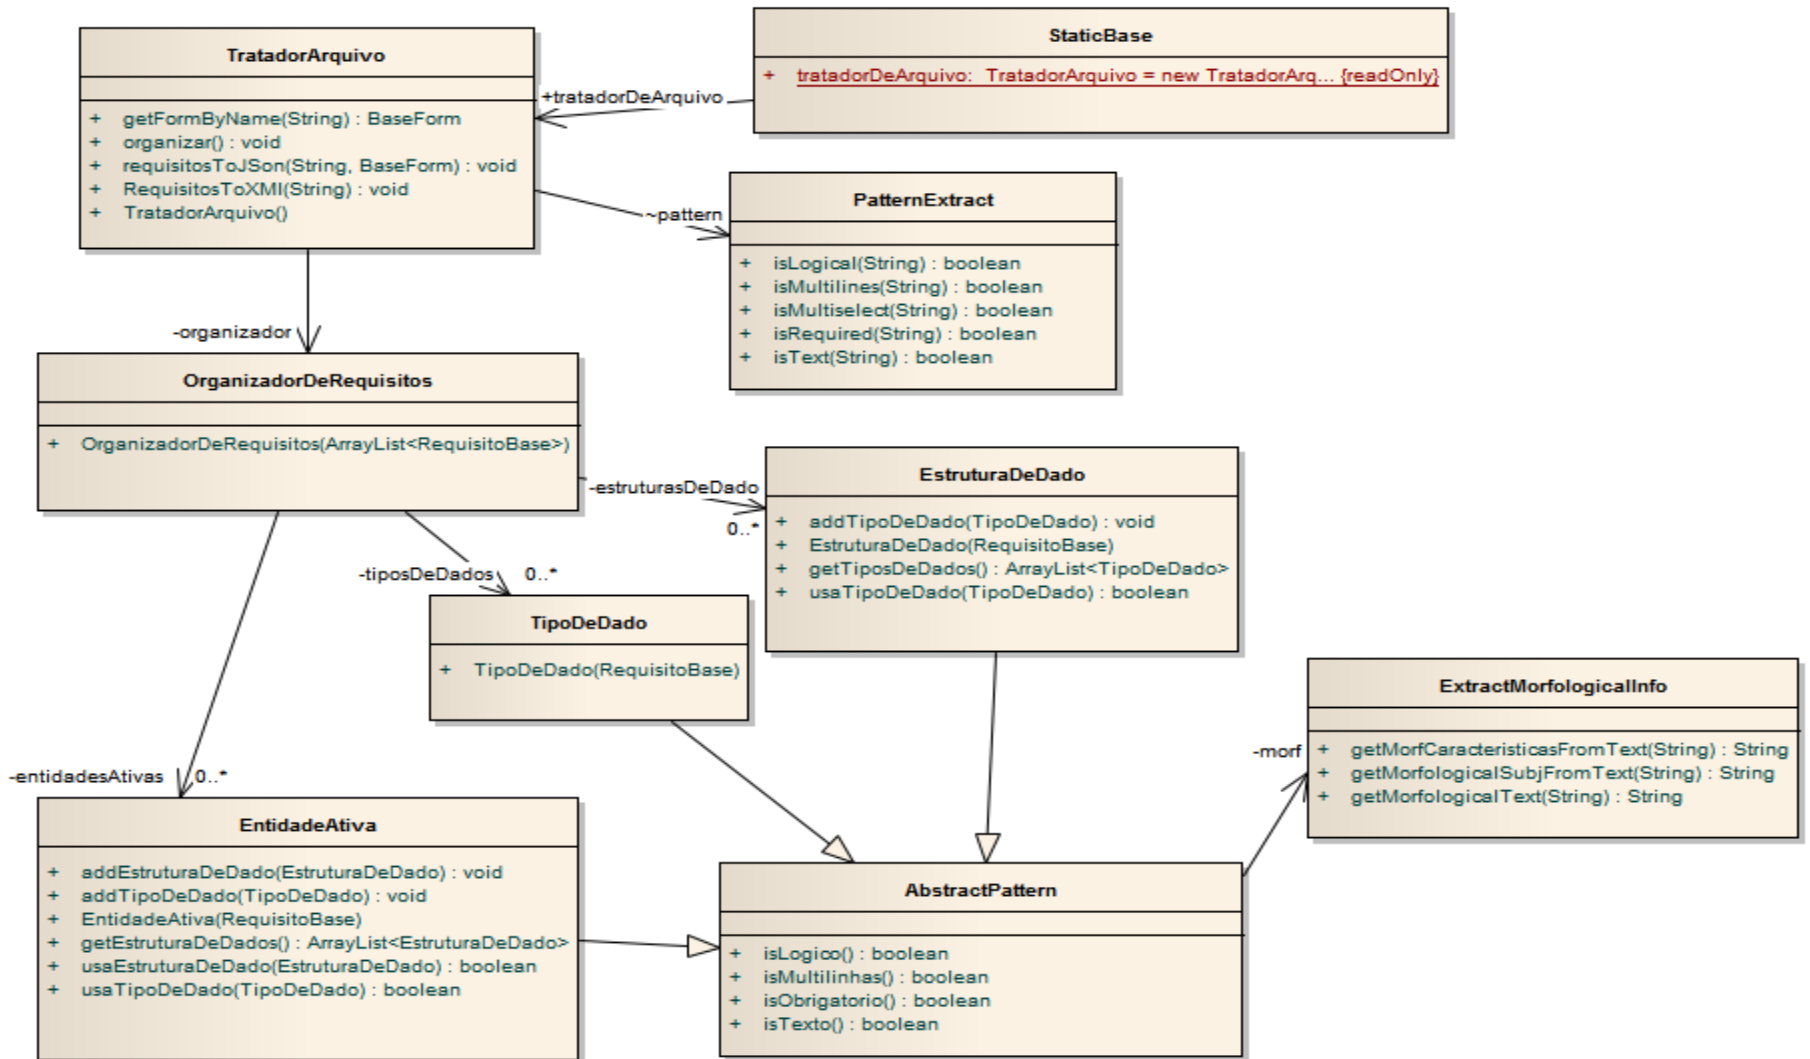 TratadorArquivo
+ getFormByName(String) : BaseForm
+ organizar() : void
+ requisitosToJSon(String, BaseForm) : void
+ RequisitosToXMI(String) : void
+ TratadorArquivo()
StaticBase
+ tratadorDeArquivo: TratadorArquivo = new TratadorArq... {readOnly}
+tratadorDeArquivo
~pattern
PatternExtract
+ isLogical(String) : boolean
+ isMultilines(String) : boolean
+ isMultiselect(String) : boolean
+ isRequired(String) : boolean
+ isText(String) : boolean
-organizador
OrganizadorDeRequisitos
+ OrganizadorDeRequisitos(ArrayList<RequisitoBase>)
-estruturasDeDado
0..*
EstruturaDeDado
+ addTipoDeDado(TipoDeDado) : void
+ EstruturaDeDado(RequisitoBase)
+ getTiposDeDados() : ArrayList<TipoDeDado>
+ usaTipoDeDado(TipoDeDado) : boolean
-tiposDeDados 0..*
TipoDeDado
+ TipoDeDado(RequisitoBase)
ExtractMorfologicalInfo
+ getMorfCaracteristicasFromText(String) : String
+ getMorfologicalSubjFromText(String) : String
+ getMorfologicalText(String) : String
-morf
-entidadesAtivas 0..*
EntidadeAtiva
+ addEstruturaDeDado(EstruturaDeDado) : void
+ addTipoDeDado(TipoDeDado) : void
+ EntidadeAtiva(RequisitoBase)
+ getEstruturaDeDados() : ArrayList<EstruturaDeDado>
+ usaEstruturaDeDado(EstruturaDeDado) : boolean
+ usaTipoDeDado(TipoDeDado) : boolean
AbstractPattern
+ isLogico() : boolean
+ isMultilinhas() : boolean
+ isObrigatorio() : boolean
+ isTexto() : boolean